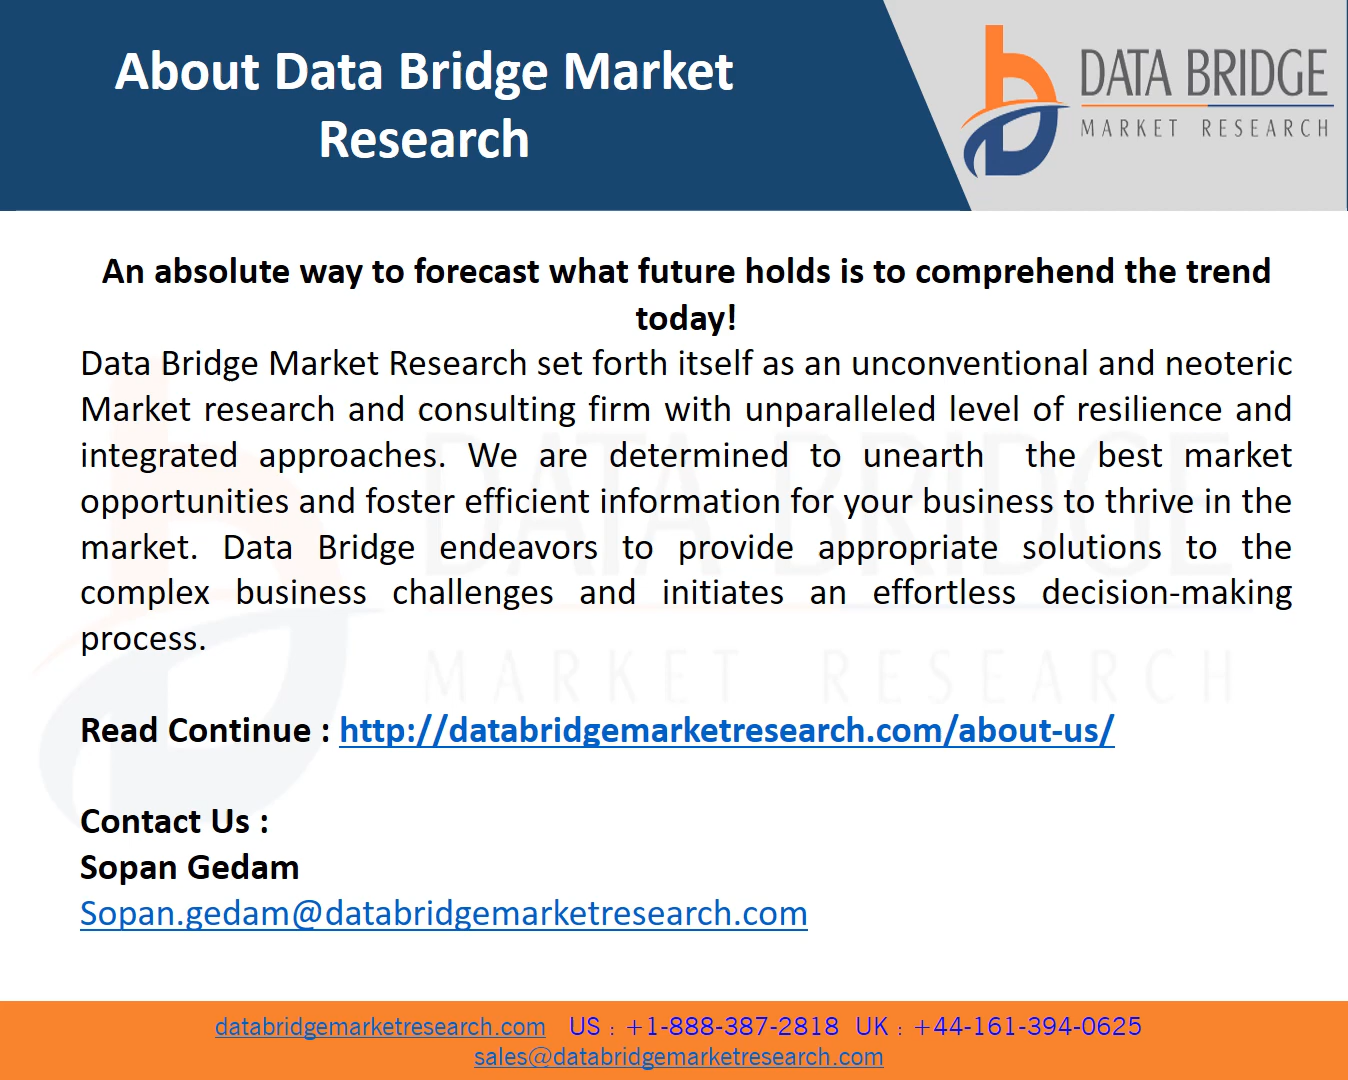 About Data Bridge Market
Research
DATA BRIDGE
MARKET RESEARCH
An absolute way to forecast what future holds is to comprehend the trend
today!
Data Bridge Market Research set forth itself as an unconventional and neoteric
Market research and consulting firm with unparalleled level of resilience and
integrated approaches. We are determined to unearth the best market
opportunities and foster efficient information for your business to thrive in the
market. Data Bridge endeavors to provide appropriate solutions to the
complex business challenges and initiates an effortless decision-making
process.
DATA BRIDGE
MARKET RESEARCH
Read Continue : http://databridgemarketresearch.com/about-us/
Contact Us :
Sopan Gedam
Sopan.gedam@databridgemarketresearch.com
databridgemarketresearch.com US : +1-888-387-2818 UK : +44-161-394-0625
sales@databridgemarketresearch.com